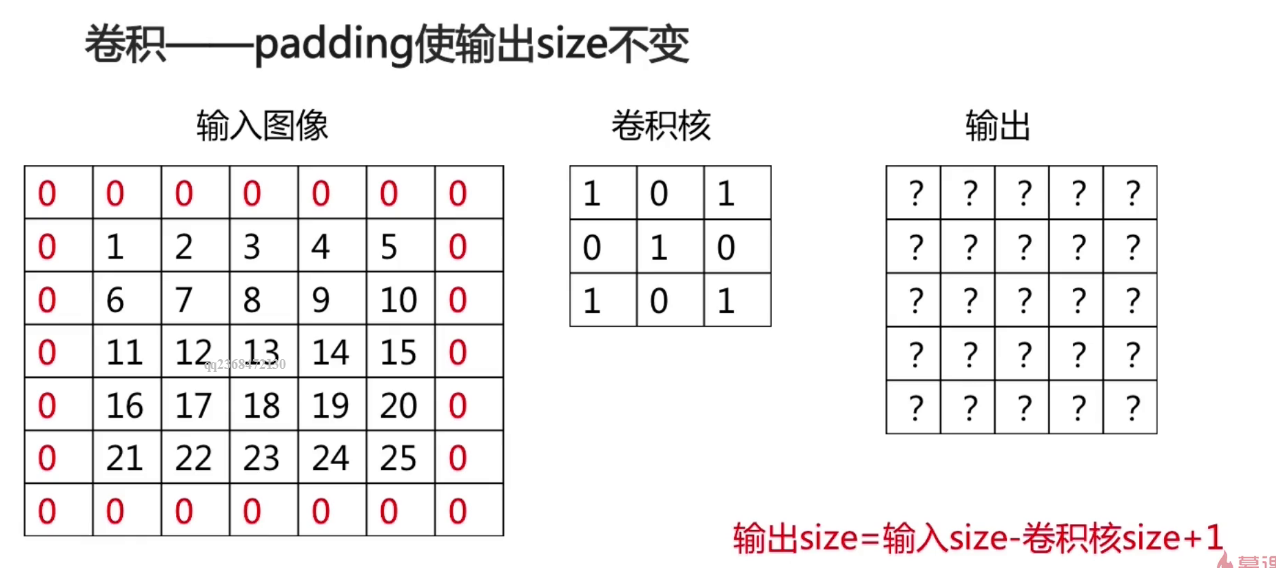 卷积——padding使输出size不变
输入图像 卷积核 输出
0 0 0 0 0 0 0 1 0 1 ? ? ? ? ?
0 1 2 3 4 5 0 0 1 0 ? ? ? ? ?
0 6 7 8 9 10 0 1 0 1 ? ? ? ? ?
0 11 12 13 14 15 0 ? ? ? ? ?
qq2368472130
0 16 17 18 19 20 0 ? ? ? ? ?
0 21 22 23 24 25 0
0 0 0 0 0 0 0
输出size=输入size-卷积核size+1